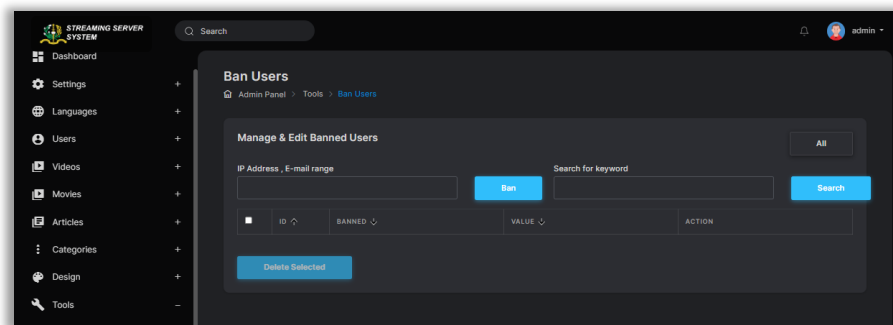 STREAMING SERVER
SYSTEM
Search
admin
Dashboard
Settings
Languages
Users
Videos
Movies
Articles
Categories
Design
Tools
Ban Users
Admin Panel > Tools > Ban Users
Manage & Edit Banned Users
All
IP Address , E-mail range
Search for keyword
Ban
Search
ID
BANNED
VALUE
ACTION
Delete Selected